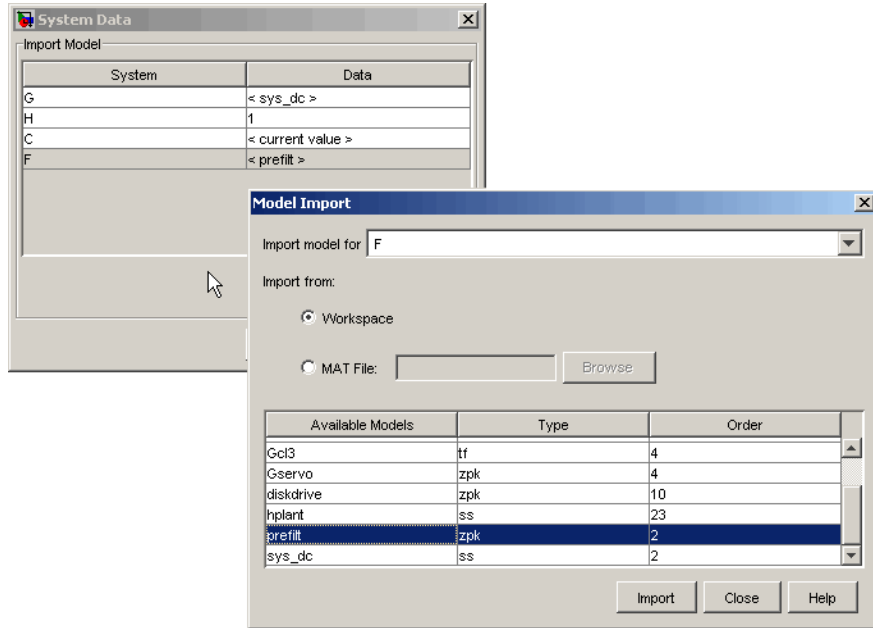 System Data
Import Model
System Data
G < sys_dc >
H 1
C < current value >
F < prefilt >
Model Import
Import model for F
Import from:
Workspace
MAT File: Browse
Available Models Type Order
Gcl3 tf 4
Gservo zpk 4
diskdrive zpk 10
hplant ss 23
prefilt zpk 2
sys_dc ss 2
Import Close Help